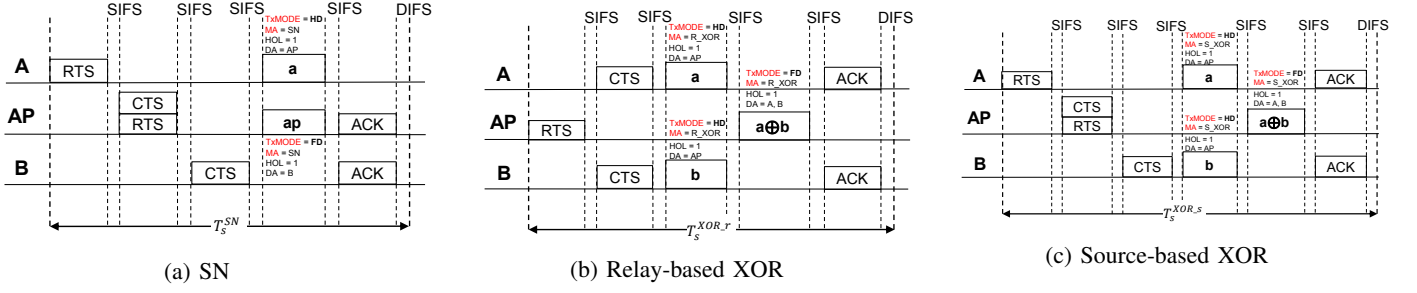 SIFS SIFS SIFS SIFS DIFS
TxMODE = HD
MA = SN
HOL = 1
DA = AP
A RTS a
CTS
AP RTS ap ACK
TxMODE = FD
MA = SN
HOL = 1
DA = B
B CTS ACK
T_s^{SN}
(a) SN
SIFS SIFS SIFS SIFS DIFS
TxMODE = HD
MA = R_XOR
HOL = 1
DA = AP
A CTS a ACK
TxMODE = FD
MA = R_XOR
HOL = 1
DA = A, B
AP RTS a⊕b
TxMODE = HD
MA = R_XOR
HOL = 1
DA = AP
B CTS b ACK
T_s^{XOR_r}
(b) Relay-based XOR
SIFS SIFS SIFS SIFS SIFS DIFS
TxMODE = HD
MA = S_XOR
HOL = 1
DA = AP
A RTS a ACK
TxMODE = FD
MA = S_XOR
HOL = 1
DA = A, B
CTS
AP RTS a⊕b
TxMODE = HD
MA = S_XOR
HOL = 1
DA = AP
B CTS b ACK
T_s^{XOR_s}
(c) Source-based XOR